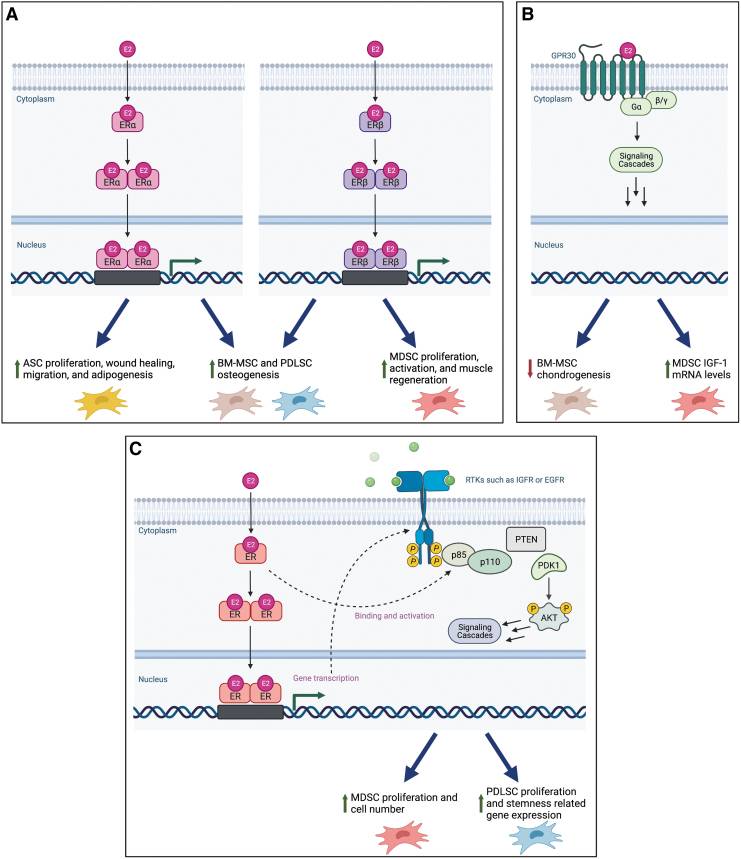 A
E2
E2
Cytoplasm
E2
ERα
E2
ERβ
E2 E2
ERα ERα
E2 E2
ERβ ERβ
Nucleus
E2 E2
ERα ERα
E2 E2
ERβ ERβ
ASC proliferation, wound healing,
migration, and adipogenesis
BM-MSC and PDLSC
osteogenesis
MDSC proliferation,
activation, and muscle
regeneration
B
GPR30
E2
Cytoplasm
Gα
β/γ
Signaling
Cascades
Nucleus
BM-MSC
chondrogenesis
MDSC IGF-1
mRNA levels
C
E2
RTKs such as IGFR or EGFR
Cytoplasm
E2
ER
P P
P P
p85
p110
PTEN
PDK1
E2 E2
ER ER
Binding and activation
P P
AKT
Signaling
Cascades
Nucleus
Gene transcription
E2 E2
ER ER
MDSC proliferation and
cell number
PDLSC proliferation
and stemness related
gene expression